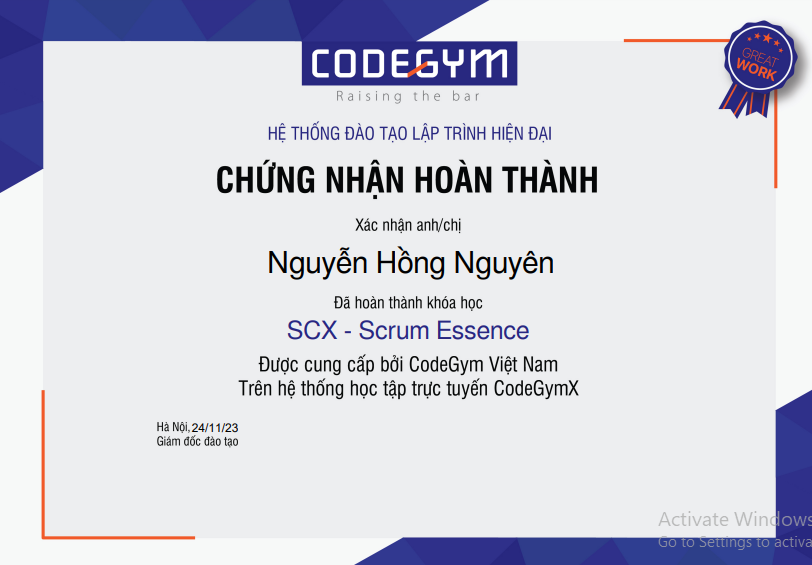 CODEGYM
Raising the bar
GREAT
WORK
HỆ THỐNG ĐÀO TẠO LẬP TRÌNH HIỆN ĐẠI
CHỨNG NHẬN HOÀN THÀNH
Xác nhận anh/chị
Nguyễn Hồng Nguyên
Đã hoàn thành khóa học
SCX - Scrum Essence
Được cung cấp bởi CodeGym Việt Nam
Trên hệ thống học tập trực tuyến CodeGymX
Hà Nội, 24/11/23
Giám đốc đào tạo
Activate Windows
Go to Settings to activa